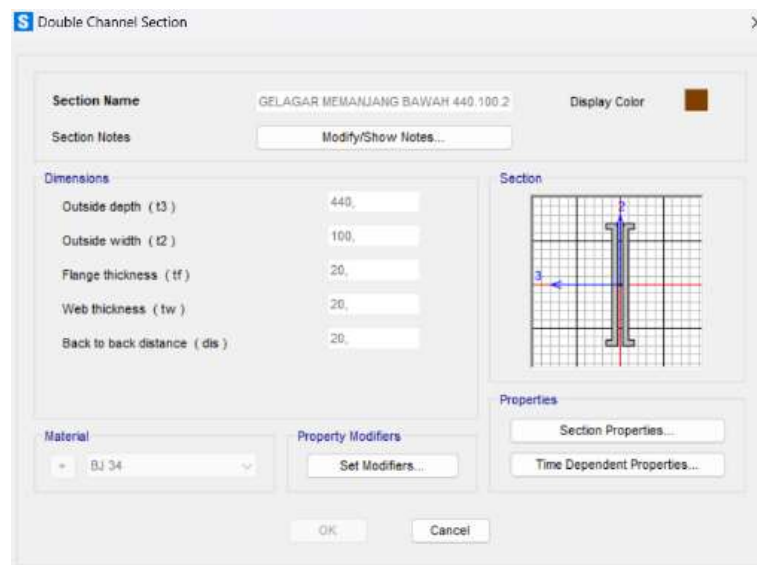 S Double Channel Section
Section Name GELAGAR MEMANJANG BAWAH 440.100.2 Display Color
Section Notes Modify/Show Notes...
Dimensions
Outside depth ( t3 ) 440,
Outside width ( t2 ) 100,
Flange thickness ( tf ) 20,
Web thickness ( tw ) 20,
Back to back distance ( dis ) 20,
Section
2
3
Properties
Section Properties...
Time Dependent Properties...
Material
+ BJ 34
Property Modifiers
Set Modifiers...
OK Cancel